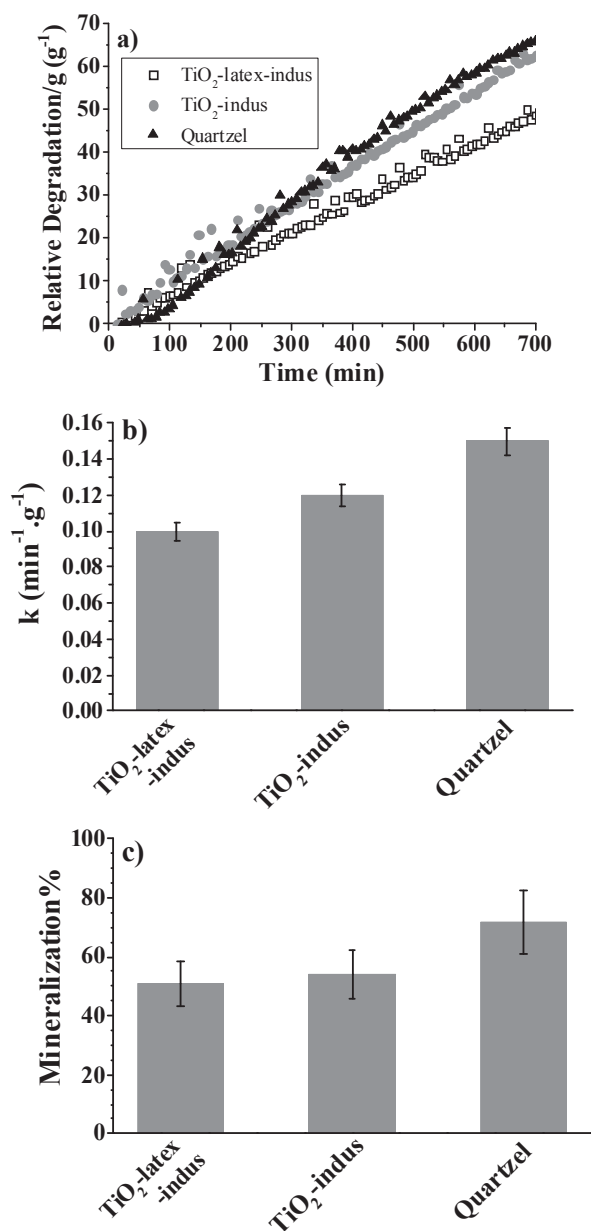 a)
TiO2-latex-indus
TiO2-indus
Quartzel
Relative Degradation/g (g-1)
70
60
50
40
30
20
10
0
0 100 200 300 400 500 600 700
Time (min)
b)
k (min-1.g-1)
0.16
0.14
0.12
0.10
0.08
0.06
0.04
0.02
0.00
TiO2-latex
-indus
TiO2-indus
Quartzel
c)
Mineralization%
100
80
60
40
20
0
TiO2-latex
-indus
TiO2-indus
Quartzel